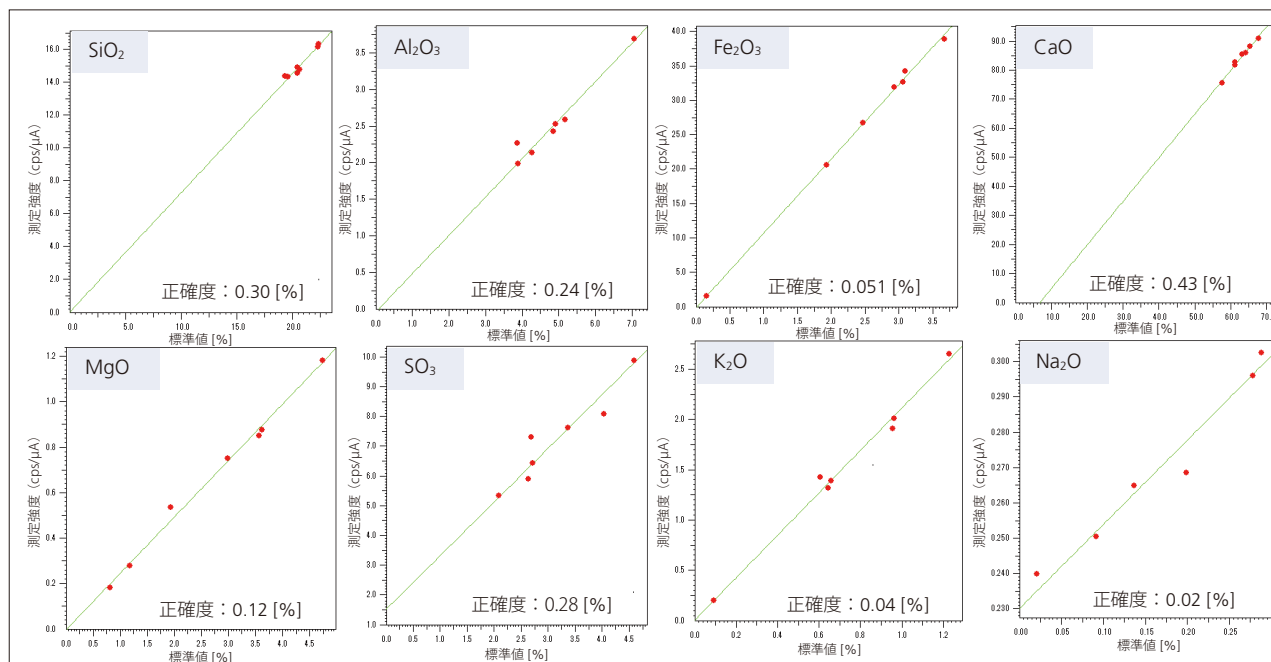 SiO₂
測定強度 (cps/μA)
16.0
14.0
12.0
10.0
8.0
6.0
4.0
2.0
0.0
0.0 5.0 10.0 15.0 20.0
正確度:0.30 [%]
標準値 [%]
Al₂O₃
測定強度 (cps/μA)
3.5
3.0
2.5
2.0
1.5
1.0
0.5
0.0
0.0 1.0 2.0 3.0 4.0 5.0 6.0 7.0
正確度:0.24 [%]
標準値 [%]
Fe₂O₃
測定強度 (cps/μA)
40.0
35.0
30.0
25.0
20.0
15.0
10.0
5.0
0.0
0.0 0.5 1.0 1.5 2.0 2.5 3.0 3.5
正確度:0.051 [%]
標準値 [%]
CaO
測定強度 (cps/μA)
90.0
80.0
70.0
60.0
50.0
40.0
30.0
20.0
10.0
0.0
0.0 10.0 20.0 30.0 40.0 50.0 60.0 70.0
正確度:0.43 [%]
標準値 [%]
MgO
測定強度 (cps/μA)
1.2
1.0
0.8
0.6
0.4
0.2
0.0
0.0 0.5 1.0 1.5 2.0 2.5 3.0 3.5 4.0 4.5
正確度:0.12 [%]
標準値 [%]
SO₃
測定強度 (cps/μA)
10.0
9.0
8.0
7.0
6.0
5.0
4.0
3.0
2.0
1.0
0.0 0.5 1.0 1.5 2.0 2.5 3.0 3.5 4.0 4.5
正確度:0.28 [%]
標準値 [%]
K₂O
測定強度 (cps/μA)
2.5
2.0
1.5
1.0
0.5
0.0
0.0 0.2 0.4 0.6 0.8 1.0 1.2
正確度:0.04 [%]
標準値 [%]
Na₂O
測定強度 (cps/μA)
0.300
0.290
0.280
0.270
0.260
0.250
0.240
0.230
0.00 0.05 0.10 0.15 0.20 0.25
正確度:0.02 [%]
標準値 [%]